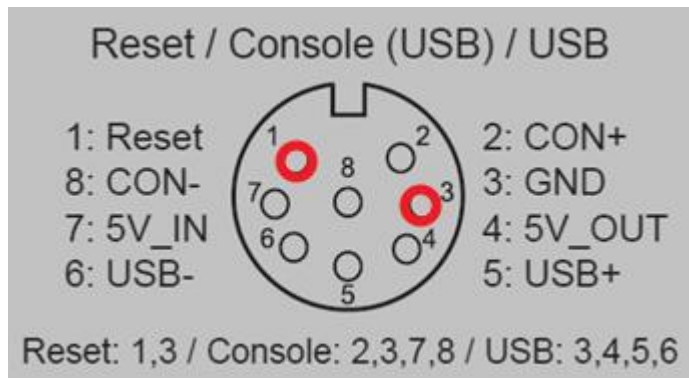 Reset / Console (USB) / USB
1: Reset
8: CON-
7: 5V_IN
6: USB-
1
2
8
7
3
6
4
5
2: CON+
3: GND
4: 5V_OUT
5: USB+
Reset: 1,3 / Console: 2,3,7,8 / USB: 3,4,5,6